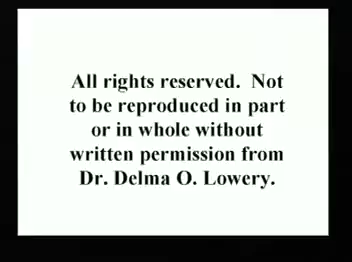 All rights reserved.  Not
to be reproduced in part
or in whole without
written permission from
Dr. Delma O. Lowery.